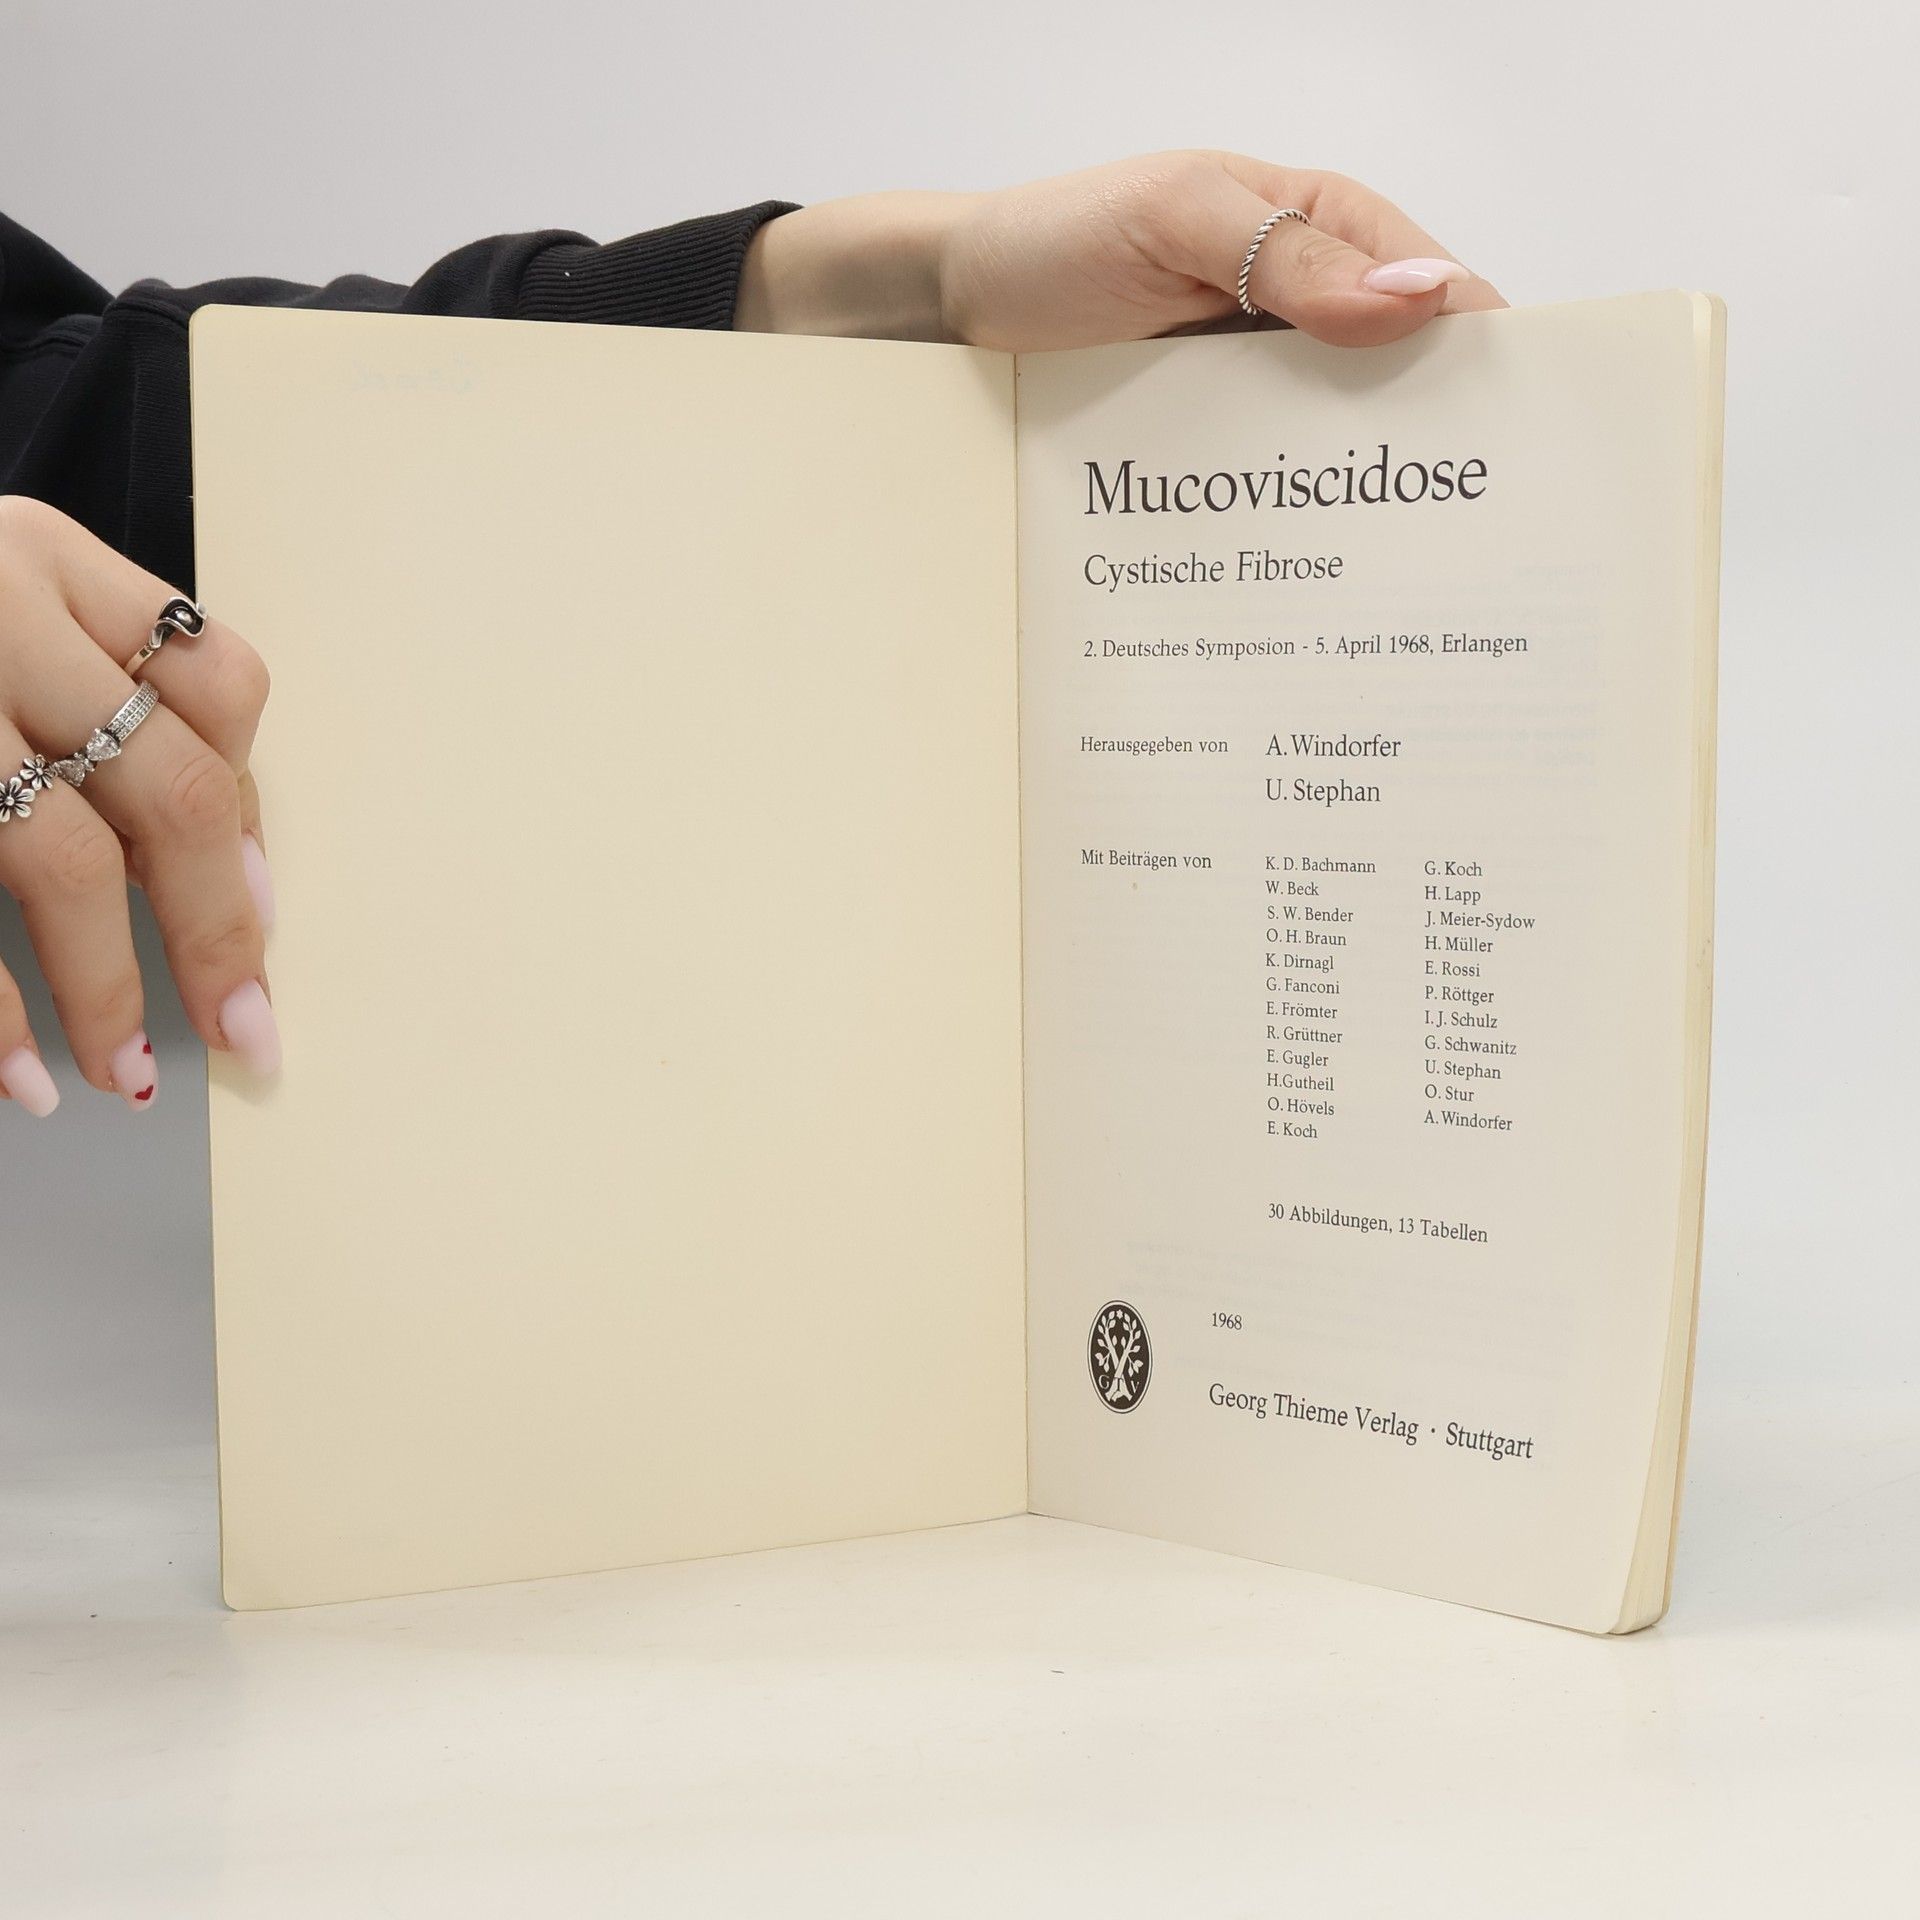 Mucoviscidose
Cystische Fibrose
2. Deutsches Symposion - 5. April 1968, Erlangen
Herausgegeben von A. Windorfer
U. Stephan
Mit Beiträgen von
K. D. Bachmann
W. Beck
S. W. Bender
O. H. Braun
K. Dirnagl
G. Fanconi
E. Frömter
R. Grüttner
E. Gugler
H. Gutheil
O. Hövels
E. Koch
G. Koch
H. Lapp
J. Meier-Sydow
H. Müller
E. Rossi
P. Röttger
I. J. Schulz
G. Schwanitz
U. Stephan
O. Stur
A. Windorfer
30 Abbildungen, 13 Tabellen
1968
GTV
Georg Thieme Verlag · Stuttgart